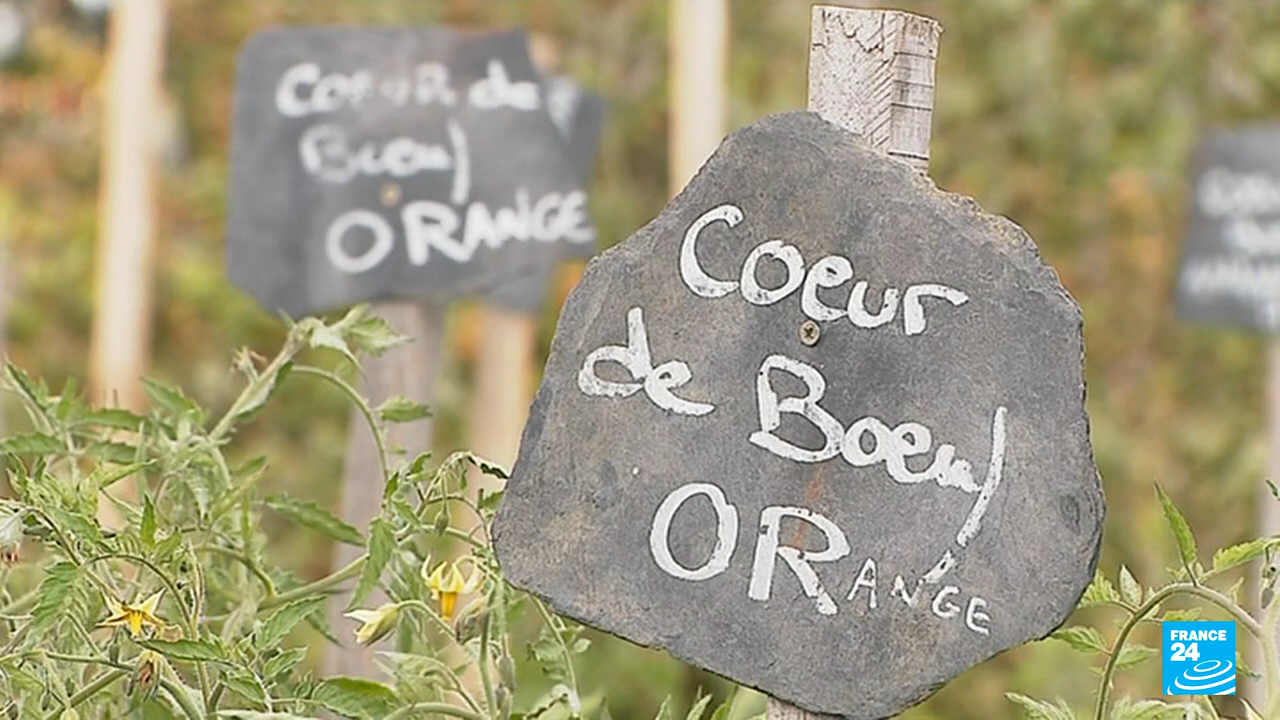 Coeur de
Boeuf
ORANGE
Coeur
de Boeuf
ORANGE
FRANCE
24